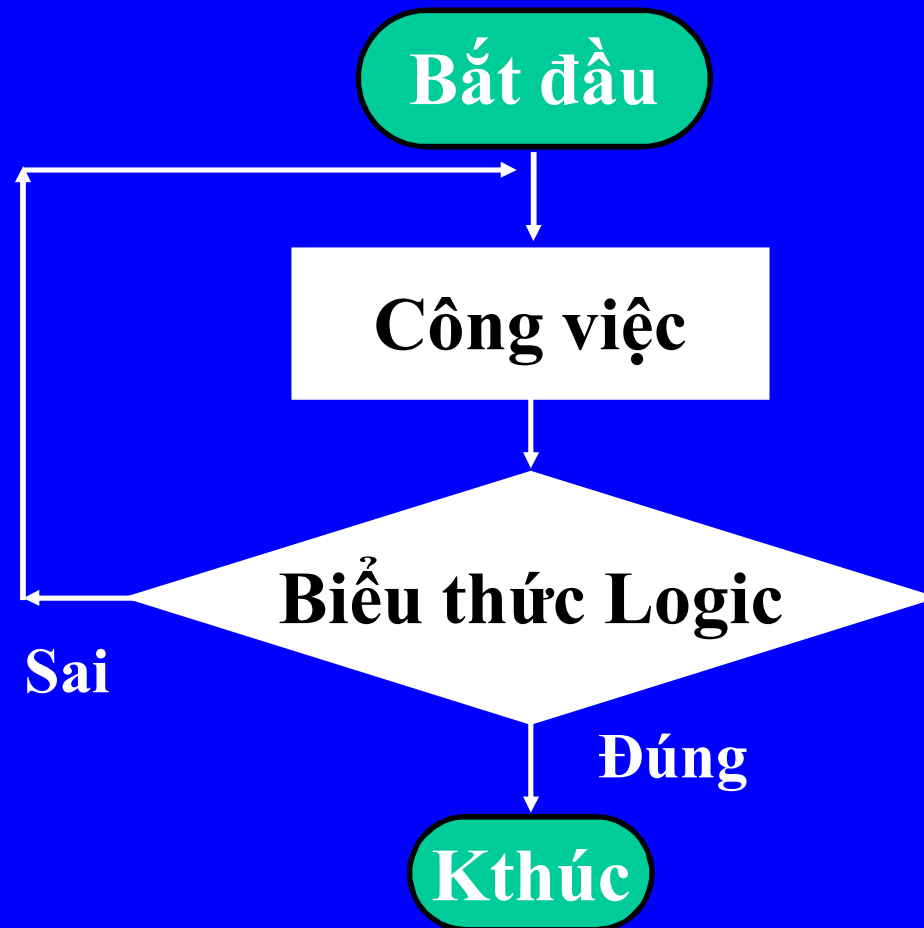 Bắt đầu
Công việc
Biểu thức Logic
Sai
Đúng
Kthúc